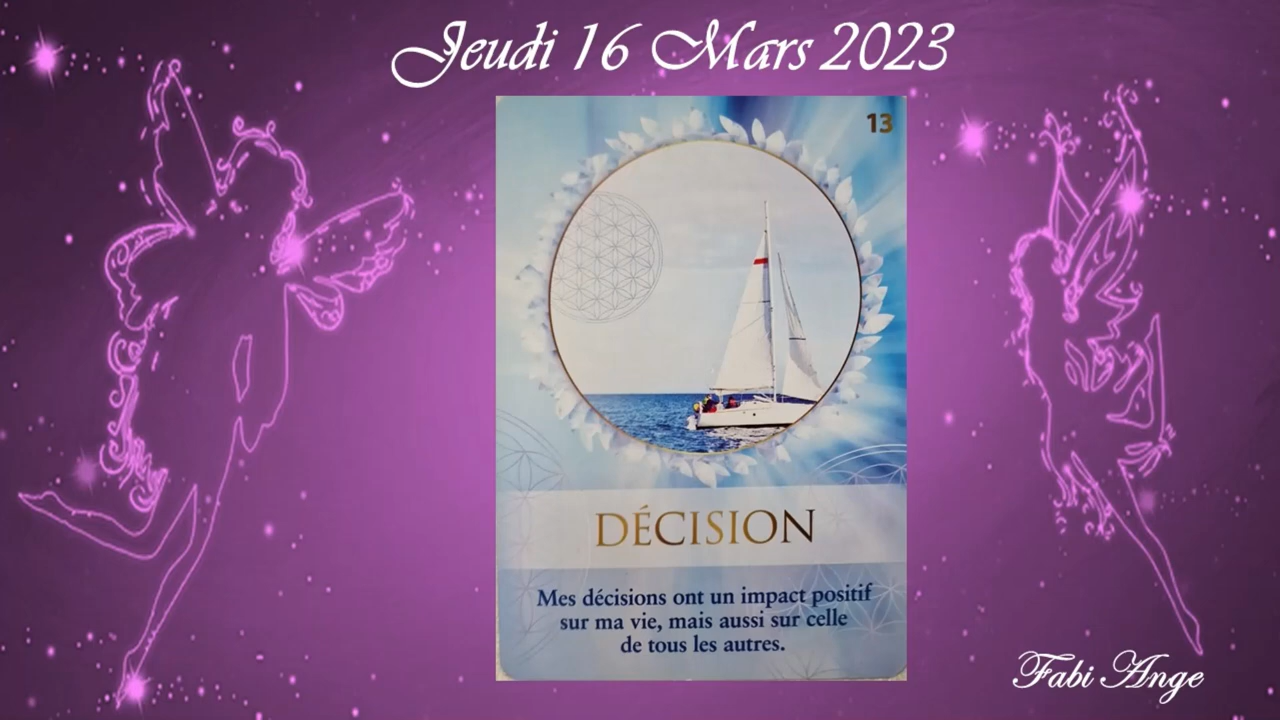 Jeudi 16 Mars 2023
13
DÉCISION
Mes décisions ont un impact positif
sur ma vie, mais aussi sur celle
de tous les autres.
Fabi Ange